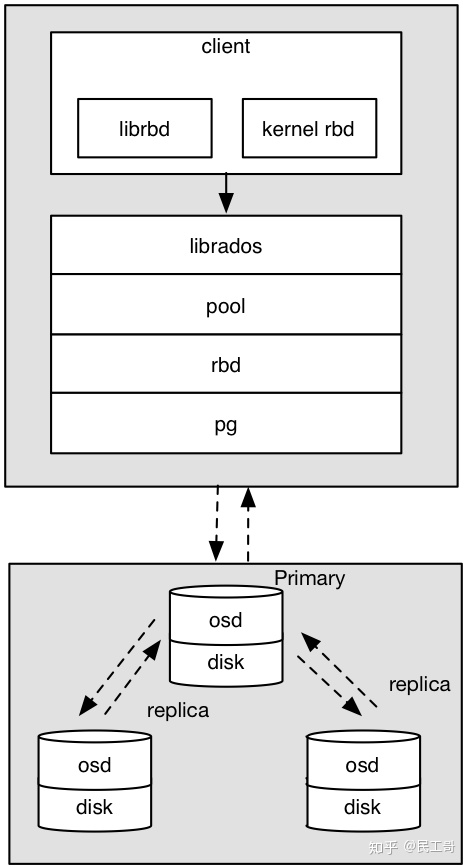 client
librbd
kernel rbd
librados
pool
rbd
pg
Primary
osd
disk
replica
replica
osd
disk
osd
disk
知乎 @民工哥